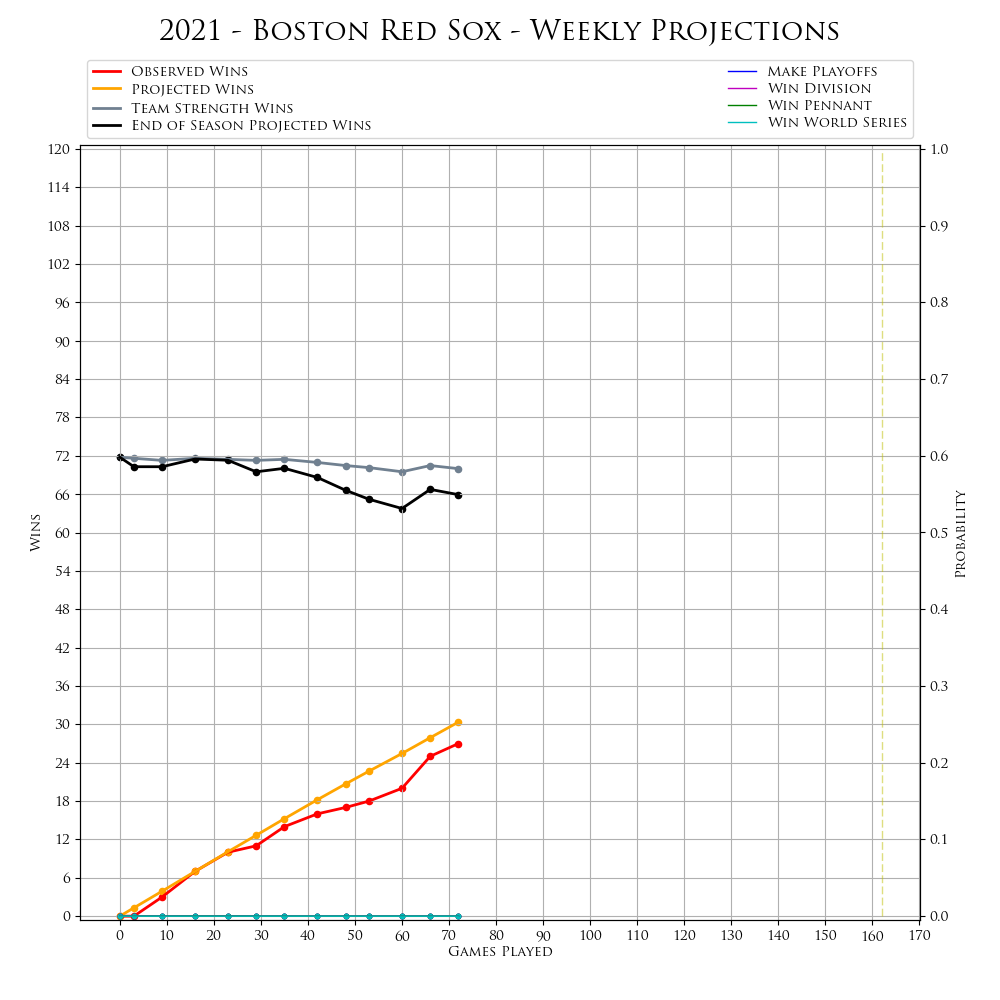 2021 - Boston Red Sox - Weekly Projections
Observed Wins
Projected Wins
Team Strength Wins
End of Season Projected Wins
Make Playoffs
Win Division
Win Pennant
Win World Series
120
114
108
102
96
90
84
78
72
66
60
54
48
42
36
30
24
18
12
6
0
Wins
1.0
0.9
0.8
0.7
0.6
0.5
0.4
0.3
0.2
0.1
0.0
Probability
0 10 20 30 40 50 60 70 80 90 100 110 120 130 140 150 160 170
Games Played